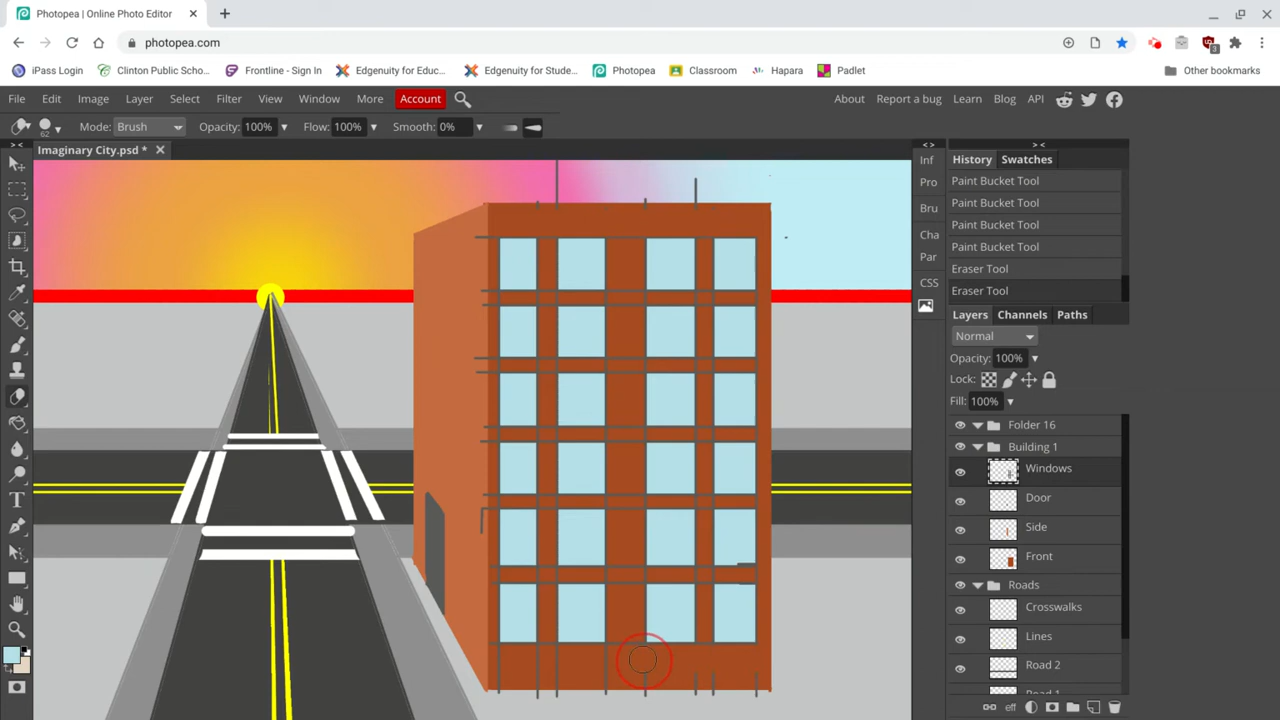 Photopea | Online Photo Editor
photopea.com
3
iPass Login
Clinton Public Scho...
Frontline - Sign In
Edgenuity for Educ...
Edgenuity for Stude...
Photopea
Classroom
Hapara
Padlet
Other bookmarks
File Edit Image Layer Select Filter View Window More Account
About Report a bug Learn Blog API
62
Mode: Brush Opacity: 100% Flow: 100% Smooth: 0%
> <
Imaginary City.psd *
< >
> <
Inf
Pro
Bru
Cha
Par
CSS
History Swatches
Paint Bucket Tool
Paint Bucket Tool
Paint Bucket Tool
Paint Bucket Tool
Eraser Tool
Eraser Tool
Layers Channels Paths
Normal
Opacity: 100%
Lock:
Fill: 100%
Folder 16
Building 1
Windows
Door
Side
Front
Roads
Crosswalks
Lines
Road 2
Road 1
eff